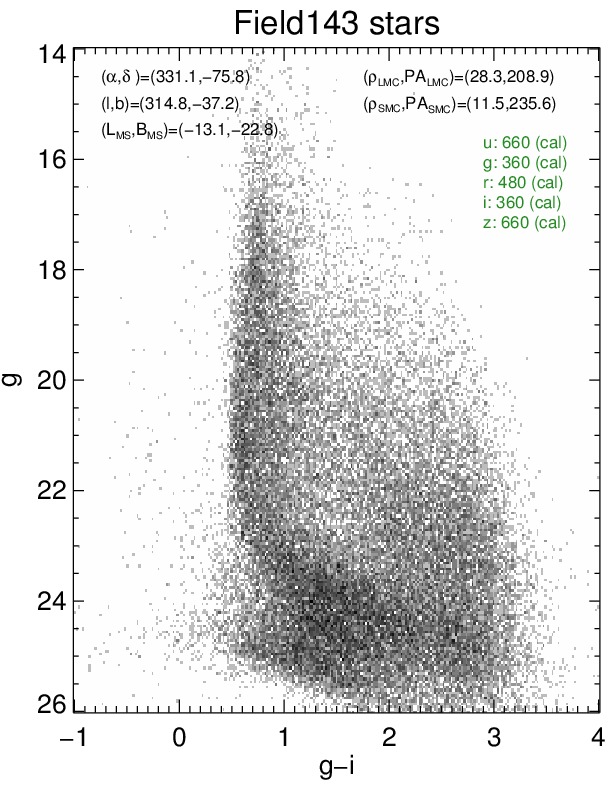 Field143 stars
14
16
18
20
22
24
26
g
(α,δ )=(331.1,−75.8)
(l,b)=(314.8,−37.2)
(LMS,BMS)=(−13.1,−22.8)
(ρLMC,PALMC)=(28.3,208.9)
(ρSMC,PASMC)=(11.5,235.6)
u: 660 (cal)
g: 360 (cal)
r: 480 (cal)
i: 360 (cal)
z: 660 (cal)
−1 0 1 2 3 4
g−i